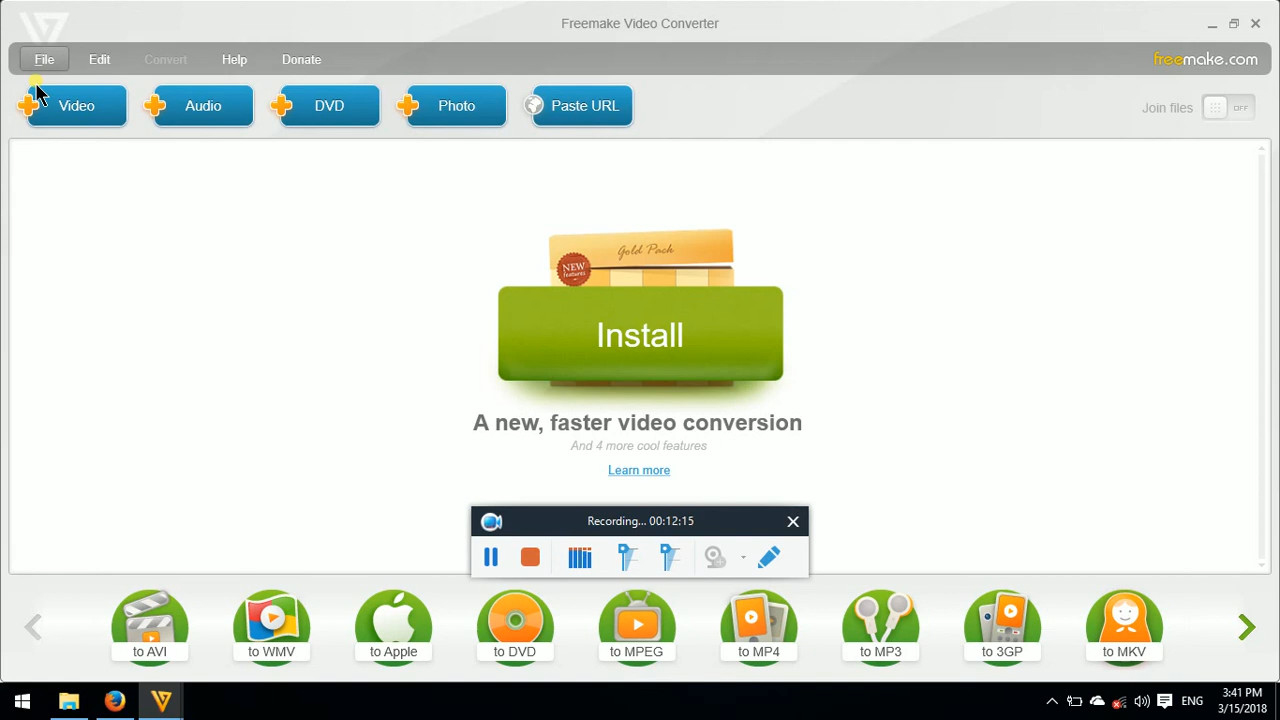 Freemake Video Converter
File Edit Convert Help Donate
freemake.com
Video Audio DVD Photo Paste URL
Join files OFF
Gold Pack
NEW
features
Install
A new, faster video conversion
And 4 more cool features
Learn more
Recording... 00:12:15
to AVI to WMV to Apple to DVD to MPEG to MP4 to MP3 to 3GP to MKV
ENG
3:41 PM
3/15/2018